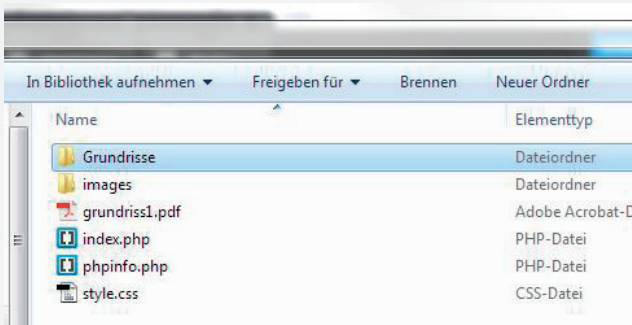 In Bibliothek aufnehmen Freigeben für Brennen Neuer Ordner
Name Elementtyp
Grundrisse Dateiordner
images Dateiordner
grundriss1.pdf Adobe Acrobat-D
index.php PHP-Datei
phpinfo.php PHP-Datei
style.css CSS-Datei